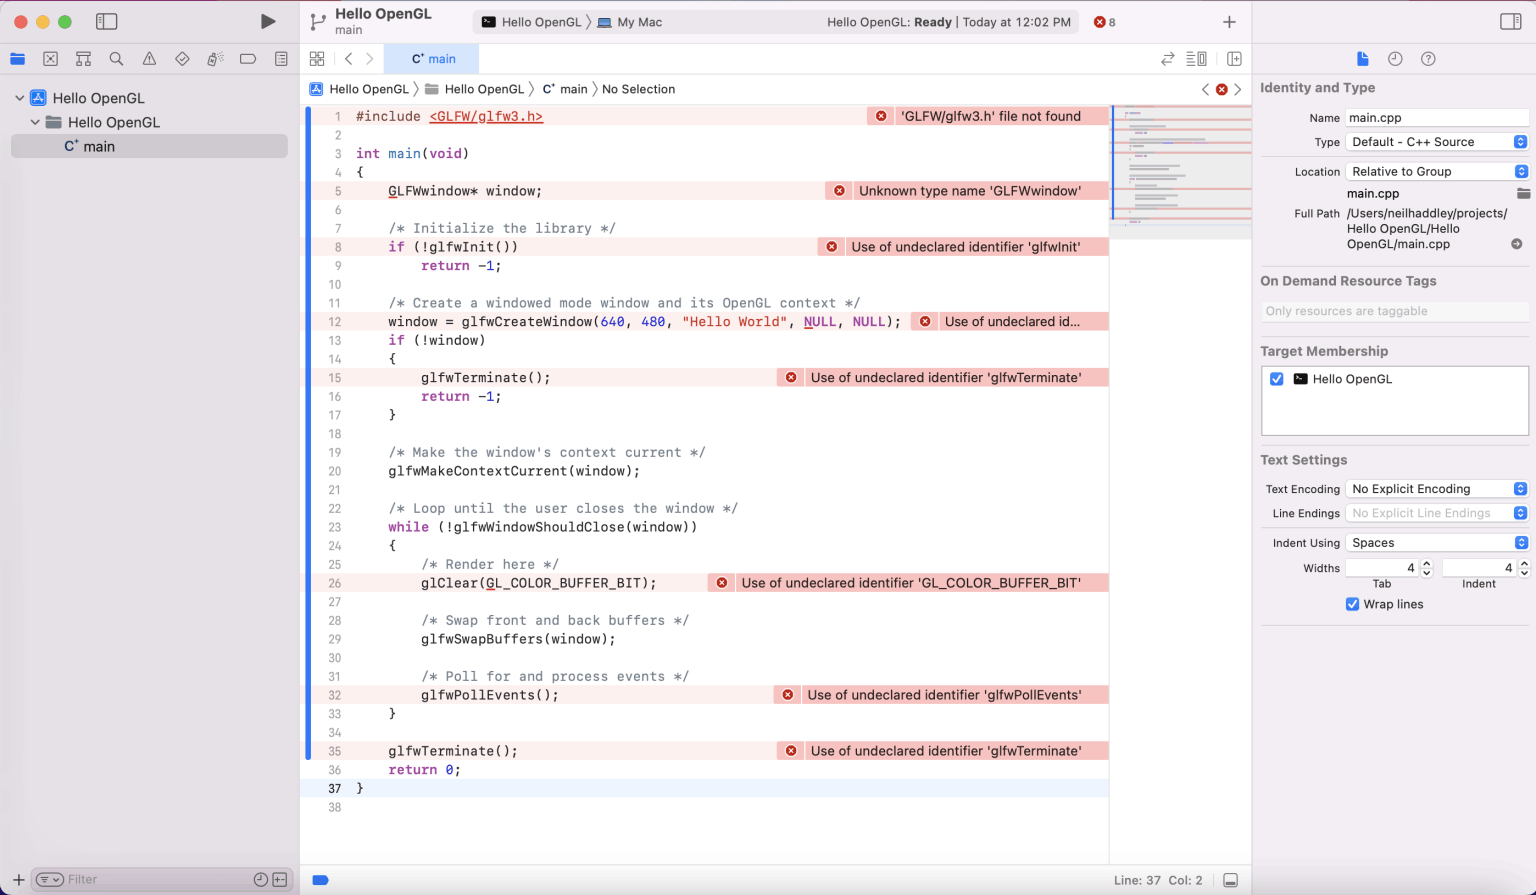 Hello OpenGL
main
Hello OpenGL
My Mac
Hello OpenGL: Ready | Today at 12:02 PM
8
main
Hello OpenGL
Hello OpenGL
main
Hello OpenGL
Hello OpenGL
main
No Selection
1 #include <GLFW/glfw3.h> 'GLFW/glfw3.h' file not found
2
3 int main(void)
4 {
5 GLFWwindow* window; Unknown type name 'GLFWwindow'
6
7 /* Initialize the library */
8 if (!glfwInit()) Use of undeclared identifier 'glfwInit'
9 return -1;
10
11 /* Create a windowed mode window and its OpenGL context */
12 window = glfwCreateWindow(640, 480, "Hello World", NULL, NULL); Use of undeclared id...
13 if (!window)
14 {
15 glfwTerminate(); Use of undeclared identifier 'glfwTerminate'
16 return -1;
17 }
18
19 /* Make the window's context current */
20 glfwMakeContextCurrent(window);
21
22 /* Loop until the user closes the window */
23 while (!glfwWindowShouldClose(window))
24 {
25 /* Render here */
26 glClear(GL_COLOR_BUFFER_BIT); Use of undeclared identifier 'GL_COLOR_BUFFER_BIT'
27
28 /* Swap front and back buffers */
29 glfwSwapBuffers(window);
30
31 /* Poll for and process events */
32 glfwPollEvents(); Use of undeclared identifier 'glfwPollEvents'
33 }
34
35 glfwTerminate(); Use of undeclared identifier 'glfwTerminate'
36 return 0;
37 }
38
Filter
Line: 37 Col: 2
Identity and Type
Name main.cpp
Type Default - C++ Source
Location Relative to Group
main.cpp
Full Path /Users/neilhaddley/projects/
Hello OpenGL/Hello
OpenGL/main.cpp
On Demand Resource Tags
Only resources are taggable
Target Membership
Hello OpenGL
Text Settings
Text Encoding No Explicit Encoding
Line Endings No Explicit Line Endings
Indent Using Spaces
Widths 4 4
Tab Indent
Wrap lines